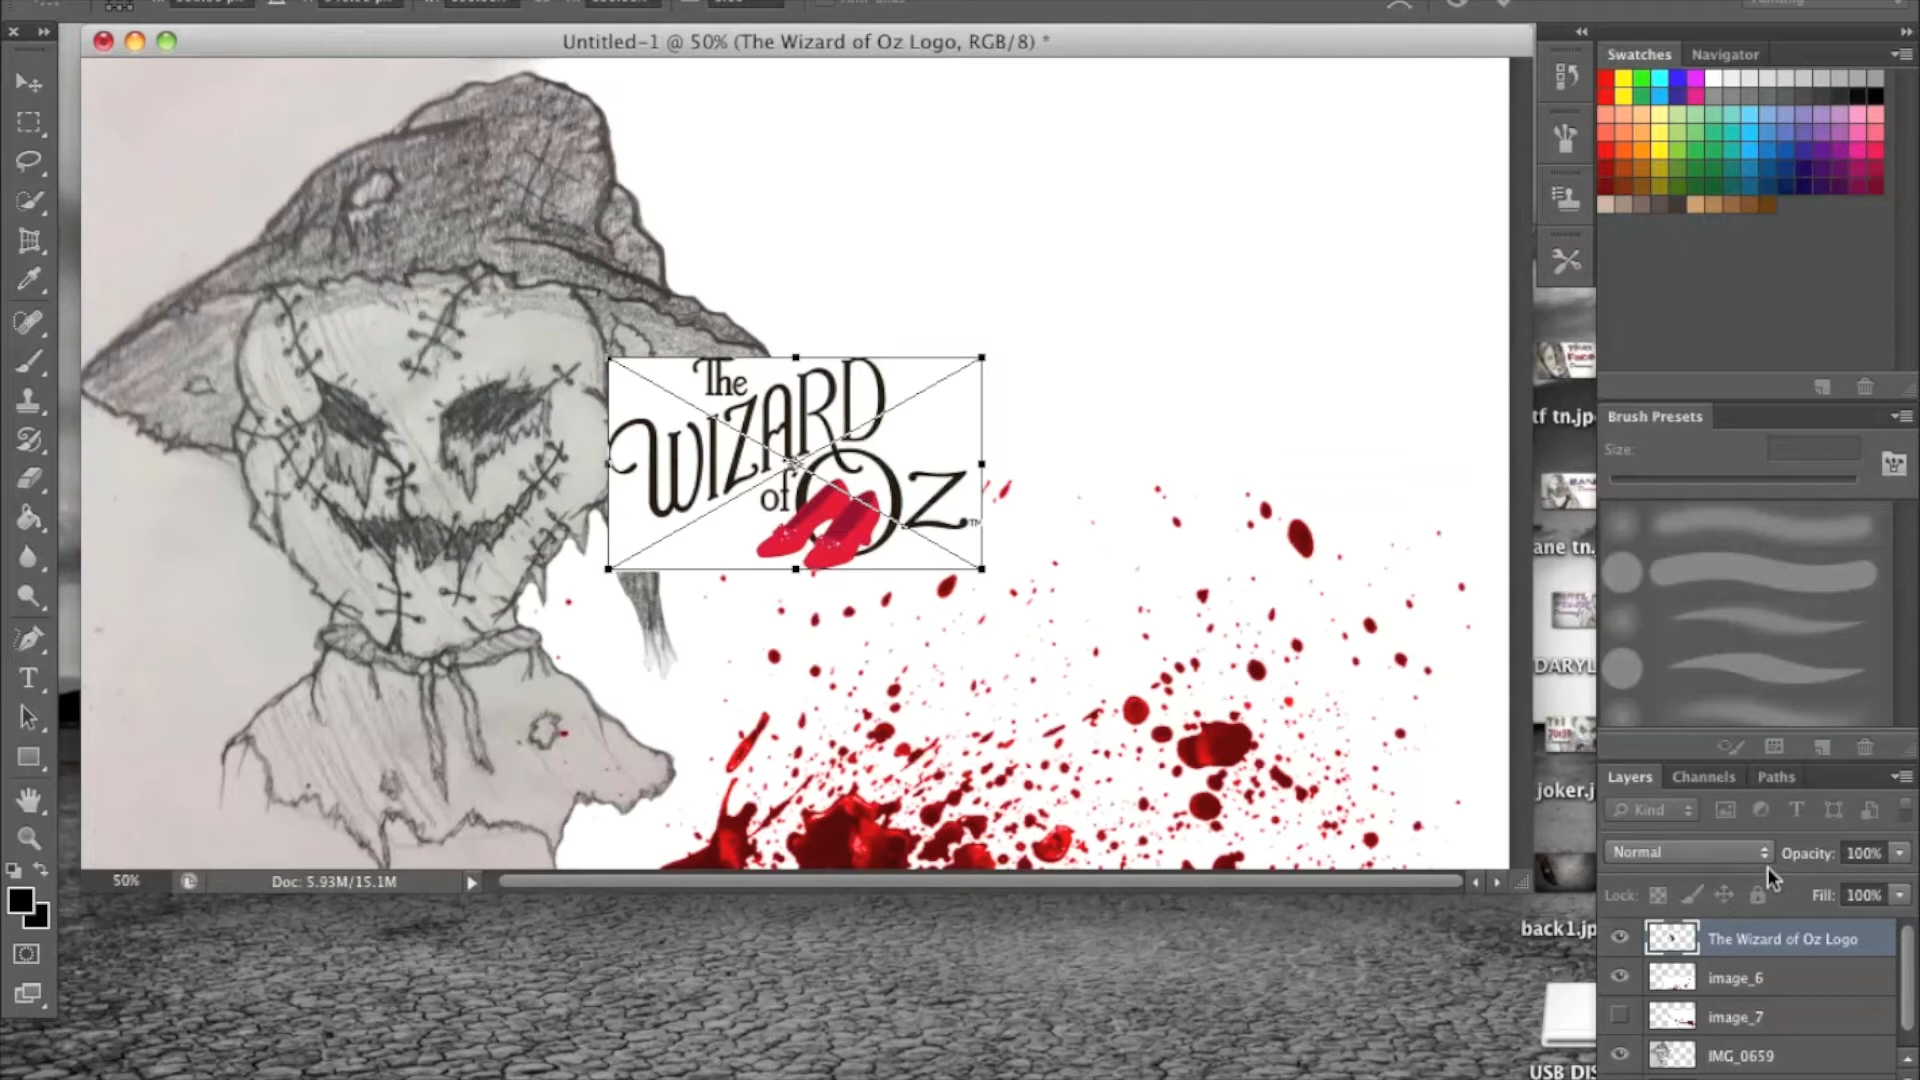 Untitled-1 @ 50% (The Wizard of Oz Logo, RGB/8) *
Swatches
Navigator
The
WIZARD
of OZ
TM
Brush Presets
Size:
tf tn.jp
ane tn.
DARYL
joker.j
back1.jp
USB DIS
Layers
Channels
Paths
Kind
Normal
Opacity: 100%
Lock:
Fill: 100%
The Wizard of Oz Logo
image_6
image_7
IMG_0659
50%
Doc: 5.93M/15.1M